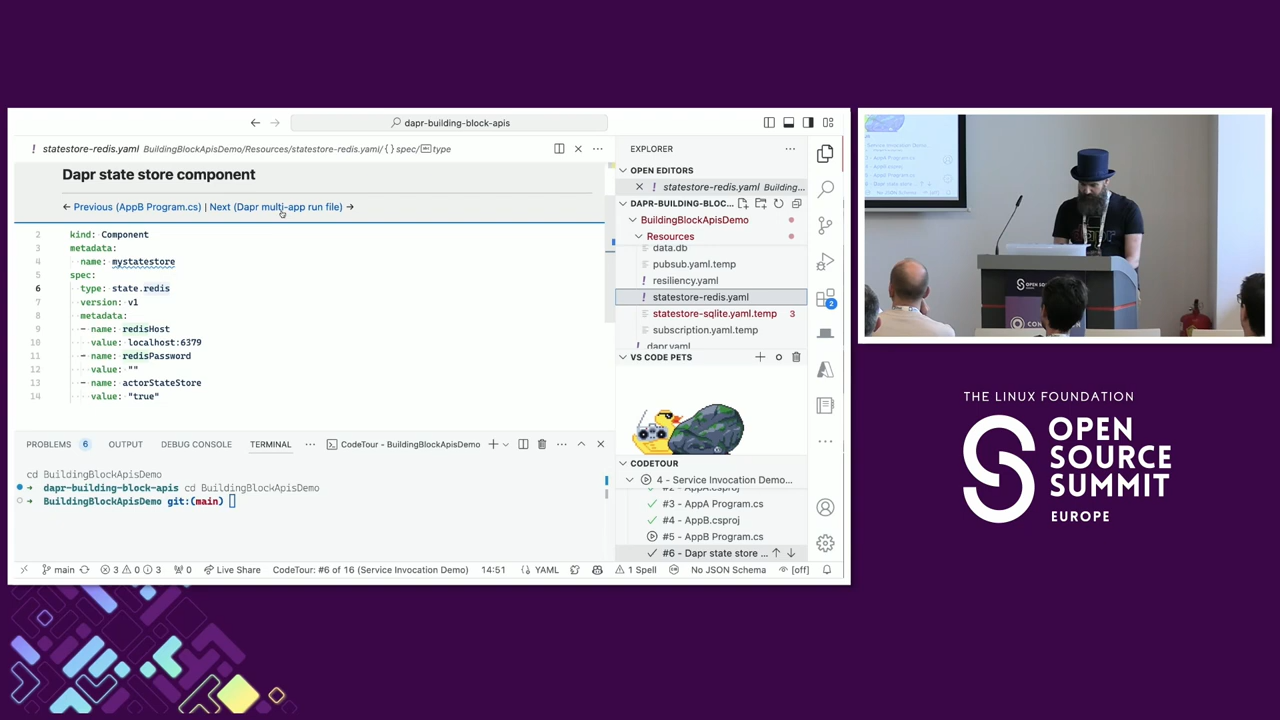 dapr-building-block-apis
! statestore-redis.yaml BuildingBlockApisDemo/Resources/statestore-redis.yaml/{ } spec/ type
Dapr state store component
← Previous (AppB Program.cs) | Next (Dapr multi-app run file) →
2 kind: Component
3 metadata:
4 name: mystatestore
5 spec:
6 type: state.redis
7 version: v1
8 metadata:
9 - name: redisHost
10 value: localhost:6379
11 - name: redisPassword
12 value: ""
13 - name: actorStateStore
14 value: "true"
PROBLEMS 6 OUTPUT DEBUG CONSOLE TERMINAL ··· CodeTour - BuildingBlockApisDemo
cd BuildingBlockApisDemo
➜ dapr-building-block-apis cd BuildingBlockApisDemo
➜ BuildingBlockApisDemo git:(main)
EXPLORER
OPEN EDITORS
! statestore-redis.yaml Building...
DAPR-BUILDING-BLOC...
BuildingBlockApisDemo
Resources
data.db
pubsub.yaml.temp
! resiliency.yaml
! statestore-redis.yaml
statestore-sqlite.yaml.temp 3
subscription.yaml.temp
! dapr.yaml
2
VS CODE PETS
CODETOUR
4 - Service Invocation Demo...
#2 - AppA.csproj
#3 - AppA Program.cs
#4 - AppB.csproj
#5 - AppB Program.cs
#6 - Dapr state store ... ↑ ↓
main 3 0 3 0 Live Share CodeTour: #6 of 16 (Service Invocation Demo) 14:51 YAML 1 Spell No JSON Schema [off]
THE LINUX FOUNDATION
OPEN
SOURCE
SUMMIT
EUROPE